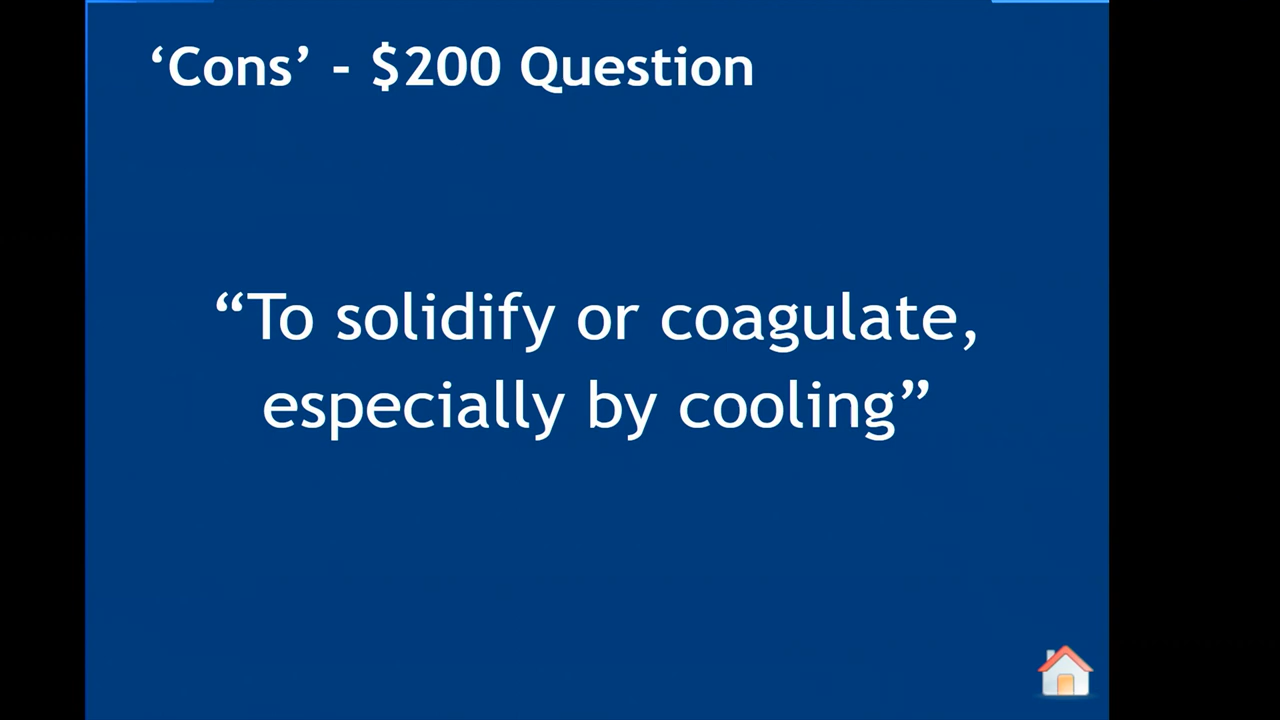 ‘Cons’ - $200 Question
“To solidify or coagulate,
especially by cooling”